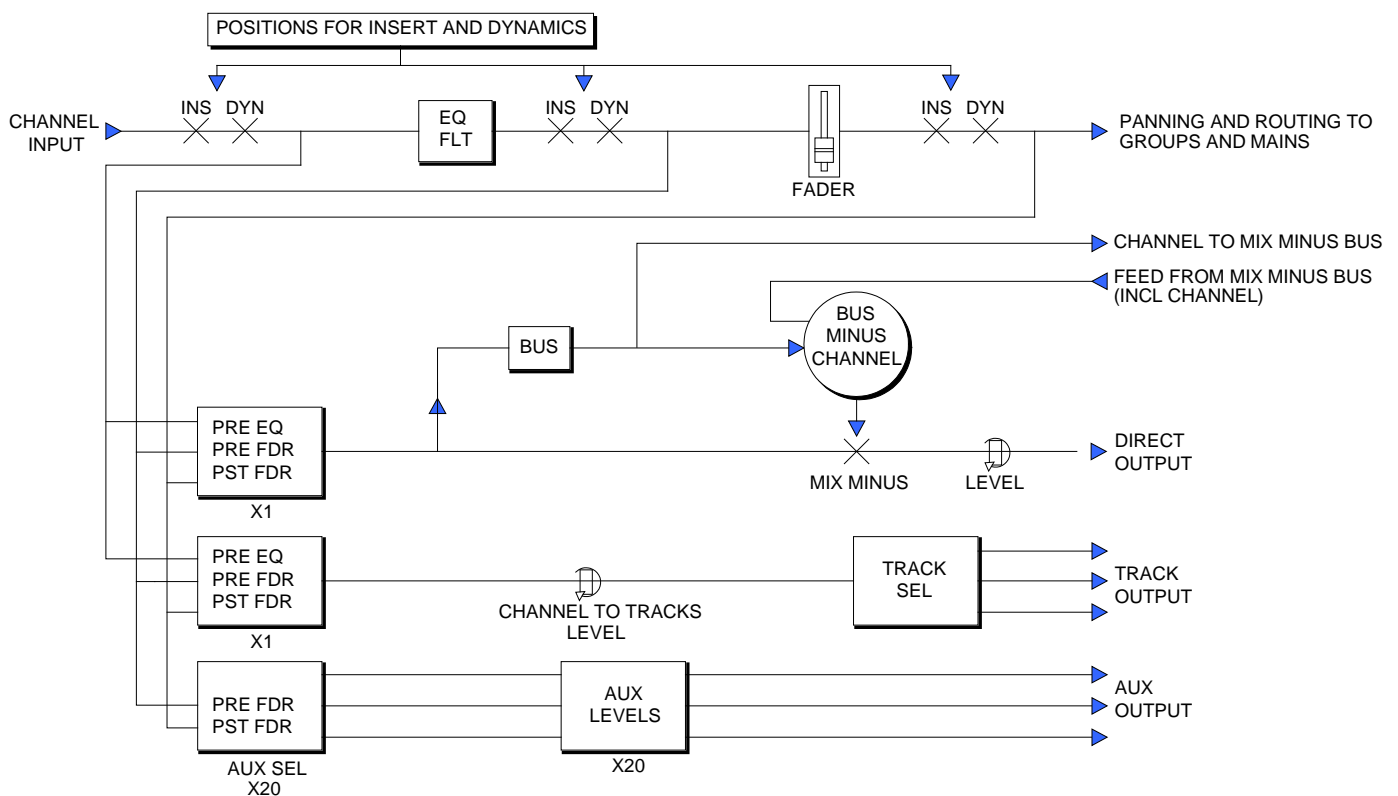 POSITIONS FOR INSERT AND DYNAMICS
INS DYN
INS DYN
INS DYN
CHANNEL
INPUT
EQ
FLT
FADER
PANNING AND ROUTING TO
GROUPS AND MAINS
CHANNEL TO MIX MINUS BUS
FEED FROM MIX MINUS BUS
(INCL CHANNEL)
BUS
BUS
MINUS
CHANNEL
PRE EQ
PRE FDR
PST FDR
X1
MIX MINUS
LEVEL
DIRECT
OUTPUT
PRE EQ
PRE FDR
PST FDR
X1
CHANNEL TO TRACKS
LEVEL
TRACK
SEL
TRACK
OUTPUT
PRE FDR
PST FDR
AUX SEL
X20
AUX
LEVELS
X20
AUX
OUTPUT